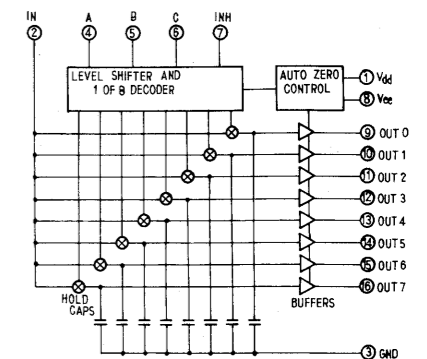 IN A B C INH
2 4 5 6 7
LEVEL SHIFTER AND
1 OF 8 DECODER
AUTO ZERO
CONTROL
1 Vdd
8 Vee
9 OUT 0
10 OUT 1
11 OUT 2
12 OUT 3
13 OUT 4
14 OUT 5
15 OUT 6
16 OUT 7
HOLD
CAPS
BUFFERS
3 GND